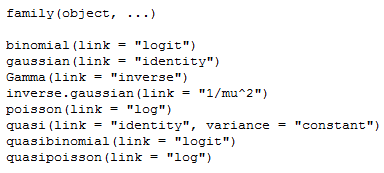 family(object, ...)
binomial(link = "logit")
gaussian(link = "identity")
Gamma(link = "inverse")
inverse.gaussian(link = "1/mu^2")
poisson(link = "log")
quasi(link = "identity", variance = "constant")
quasibinomial(link = "logit")
quasipoisson(link = "log")